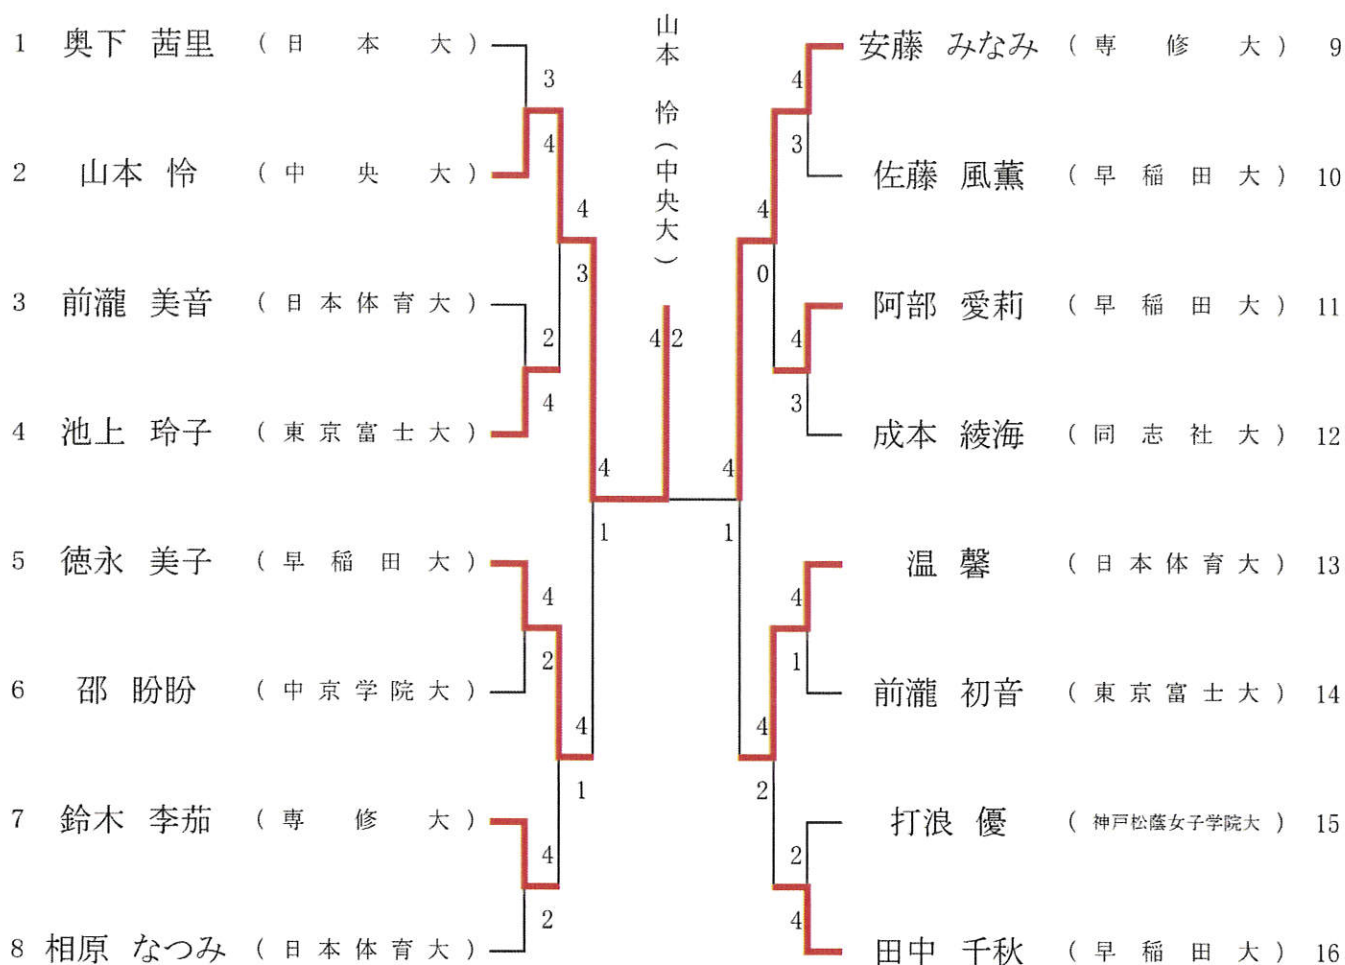 山本 怜(中央大)
1 奥下 茜里 (日本大)
3
4
2 山本 怜 (中央大)
4
3
3 前瀧 美音 (日本体育大)
2
4
4 池上 玲子 (東京富士大)
4
1
5 徳永 美子 (早稲田大)
4
2
6 邵 盼盼 (中京学院大)
4
1
7 鈴木 李茄 (専修大)
4
2
8 相原 なつみ (日本体育大)
4 2
安藤 みなみ (専修大) 9
4
3
佐藤 風薫 (早稲田大) 10
4
0
阿部 愛莉 (早稲田大) 11
4
3
成本 綾海 (同志社大) 12
4
1
温 馨 (日本体育大) 13
4
1
前瀧 初音 (東京富士大) 14
4
2
打浪 優 (神戸松蔭女子学院大) 15
2
4
田中 千秋 (早稲田大) 16